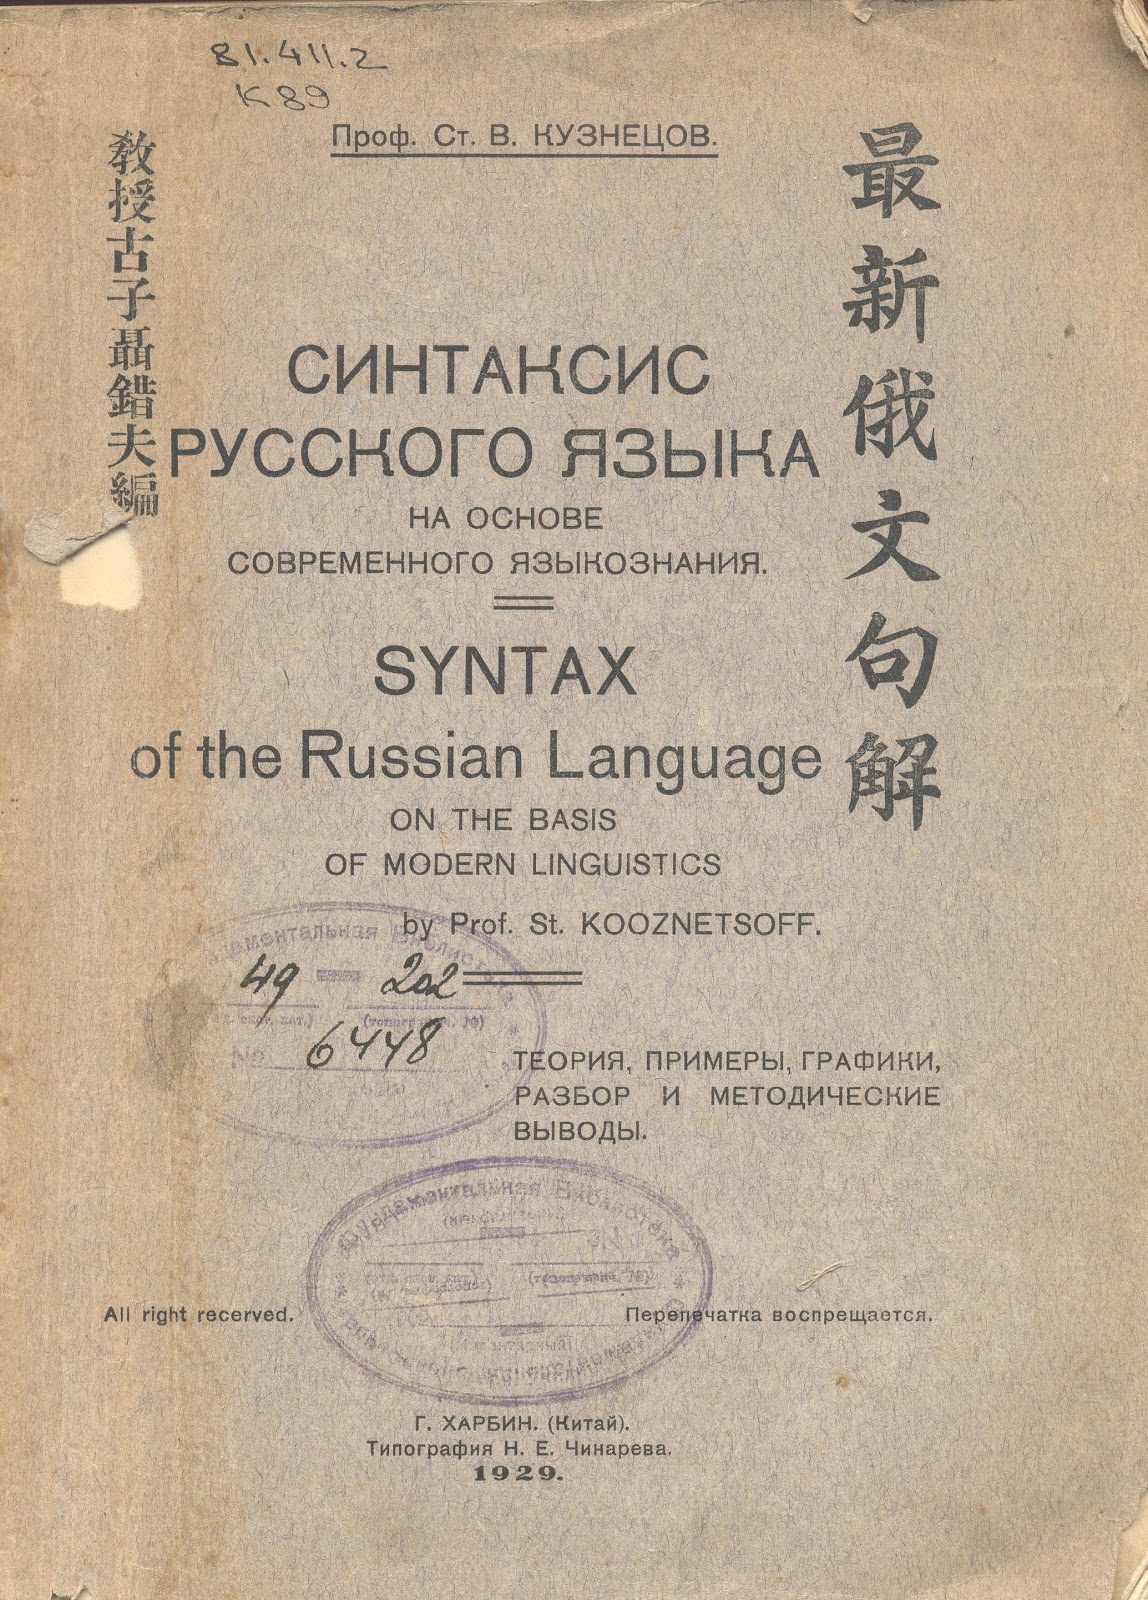 81.411.2
К89
Проф. Ст. В. КУЗНЕЦОВ.
最新俄文句解
教授古子聶錯夫編
СИНТАКСИС
РУССКОГО ЯЗЫКА
НА ОСНОВЕ
СОВРЕМЕННОГО ЯЗЫКОЗНАНИЯ.
SYNTAX
of the Russian Language
ON THE BASIS
OF MODERN LINGUISTICS
by Prof. St. KOOZNETSOFF.
49 202
6448
ТЕОРИЯ, ПРИМЕРЫ, ГРАФИКИ,
РАЗБОР И МЕТОДИЧЕСКИЕ
ВЫВОДЫ.
Фундаментальная Библиотека
All right recerved.
Перепечатка воспрещается.
Г. ХАРБИН. (Китай).
Типография Н. Е. Чинарева.
1929.